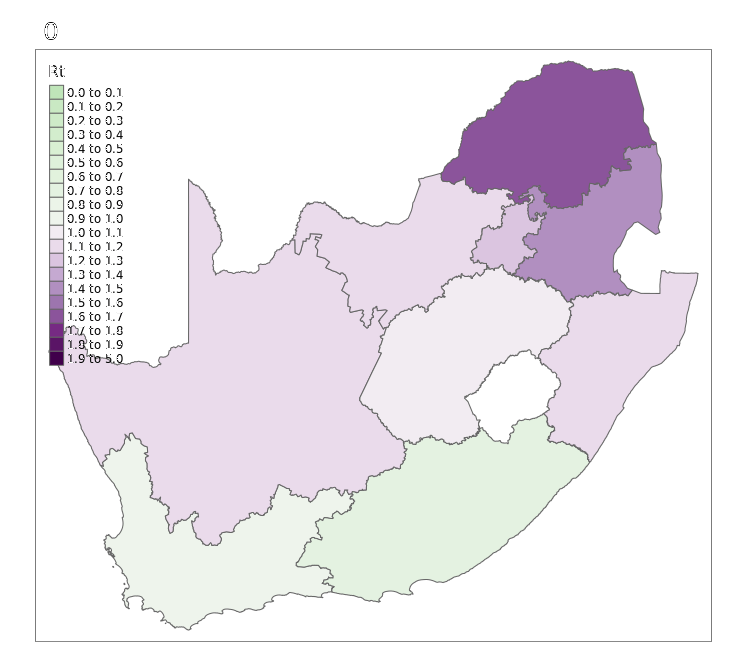 0
Rt
0.0 to 0.1
0.1 to 0.2
0.2 to 0.3
0.3 to 0.4
0.4 to 0.5
0.5 to 0.6
0.6 to 0.7
0.7 to 0.8
0.8 to 0.9
0.9 to 1.0
1.0 to 1.1
1.1 to 1.2
1.2 to 1.3
1.3 to 1.4
1.4 to 1.5
1.5 to 1.6
1.6 to 1.7
1.7 to 1.8
1.8 to 1.9
1.9 to 5.0